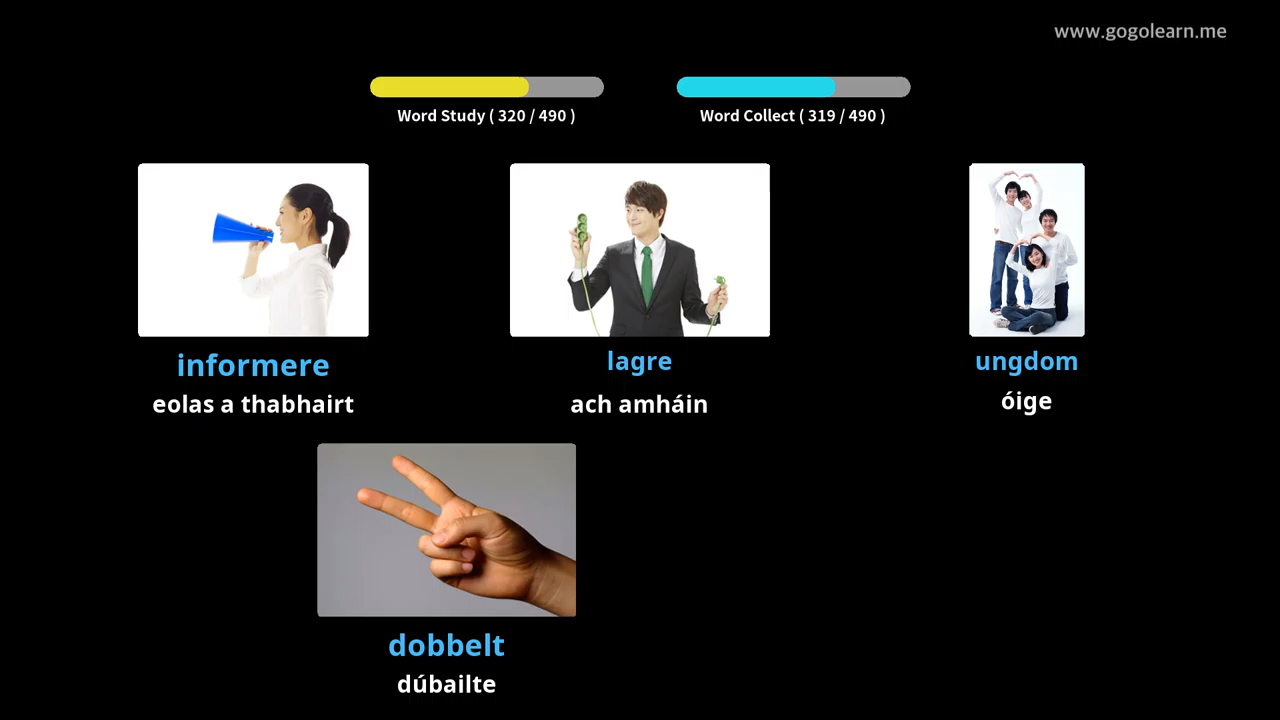 www.gogolearn.me
Word Study ( 320 / 490 )
Word Collect ( 319 / 490 )
informere
eolas a thabhairt
lagre
ach amháin
ungdom
óige
dobbelt
dúbailte